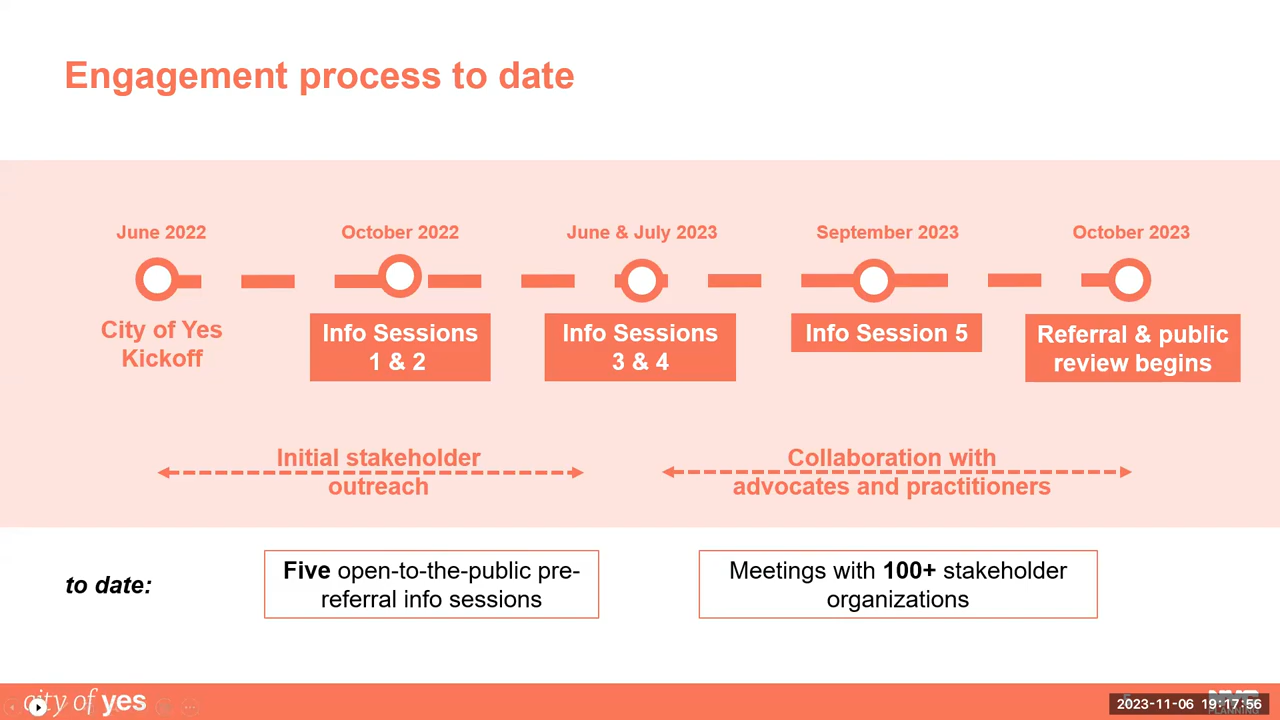 Engagement process to date
June 2022
October 2022
June & July 2023
September 2023
October 2023
City of Yes
Kickoff
Info Sessions
1 & 2
Info Sessions
3 & 4
Info Session 5
Referral & public
review begins
Initial stakeholder
outreach
Collaboration with
advocates and practitioners
to date:
Five open-to-the-public pre-
referral info sessions
Meetings with 100+ stakeholder
organizations
city of yes
2023-11-06 19:17:56